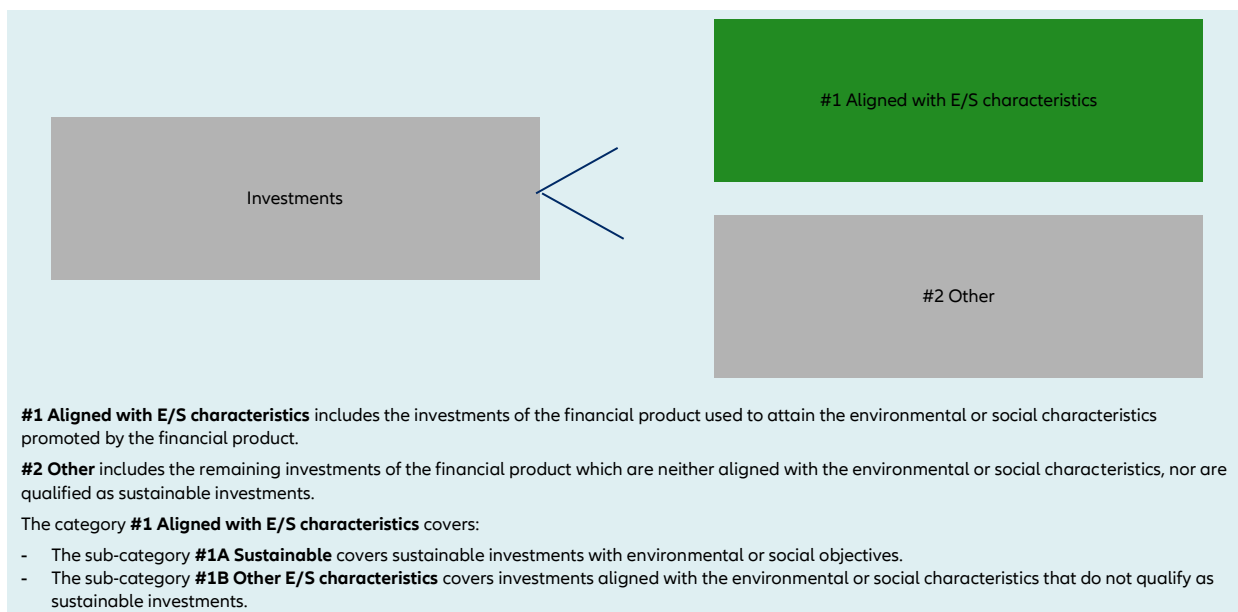 #1 Aligned with E/S characteristics
Investments
#2 Other
#1 Aligned with E/S characteristics includes the investments of the financial product used to attain the environmental or social characteristics
promoted by the financial product.
#2 Other includes the remaining investments of the financial product which are neither aligned with the environmental or social characteristics, nor are
qualified as sustainable investments.
The category #1 Aligned with E/S characteristics covers:
- The sub-category #1A Sustainable covers sustainable investments with environmental or social objectives.
- The sub-category #1B Other E/S characteristics covers investments aligned with the environmental or social characteristics that do not qualify as
sustainable investments.